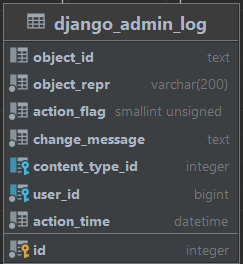 django_admin_log
object_id text
object_repr varchar(200)
action_flag smallint unsigned
change_message text
content_type_id integer
user_id bigint
action_time datetime
id integer